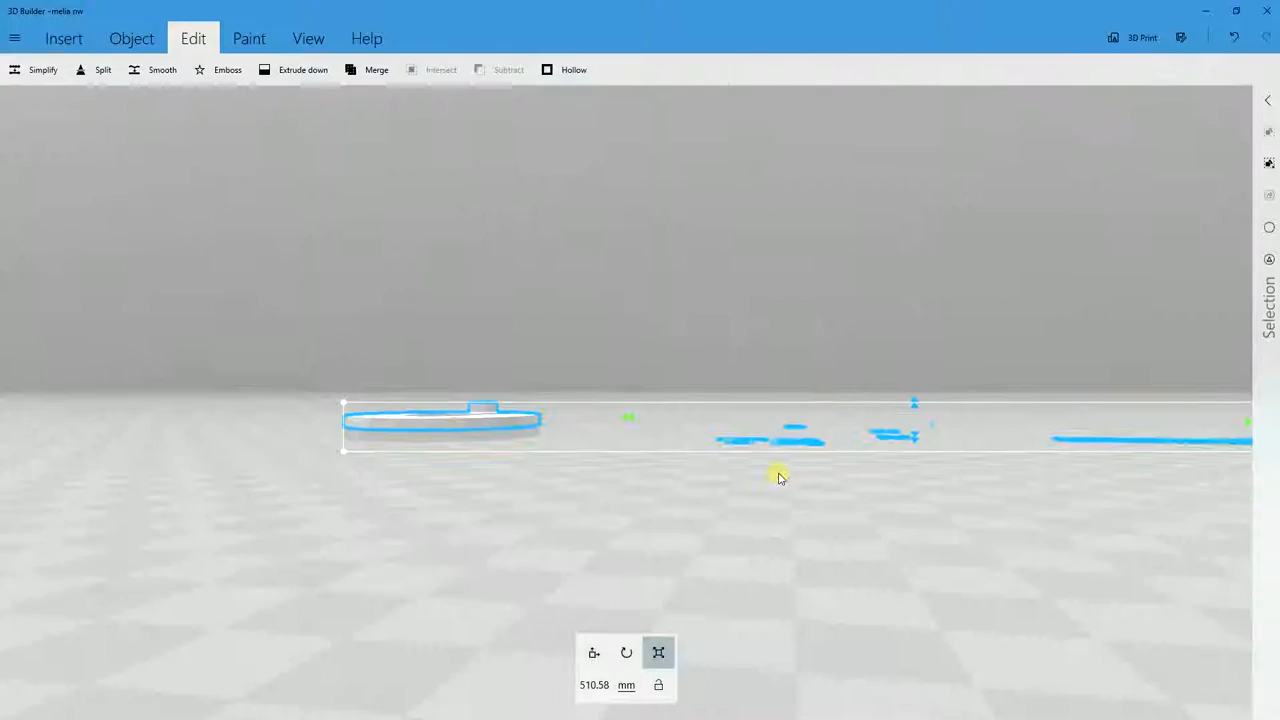 3D Builder -melia nw
Insert Object Edit Paint View Help 3D Print
Simplify Split Smooth Emboss Extrude down Merge Intersect Subtract Hollow
Selection
510.58 mm